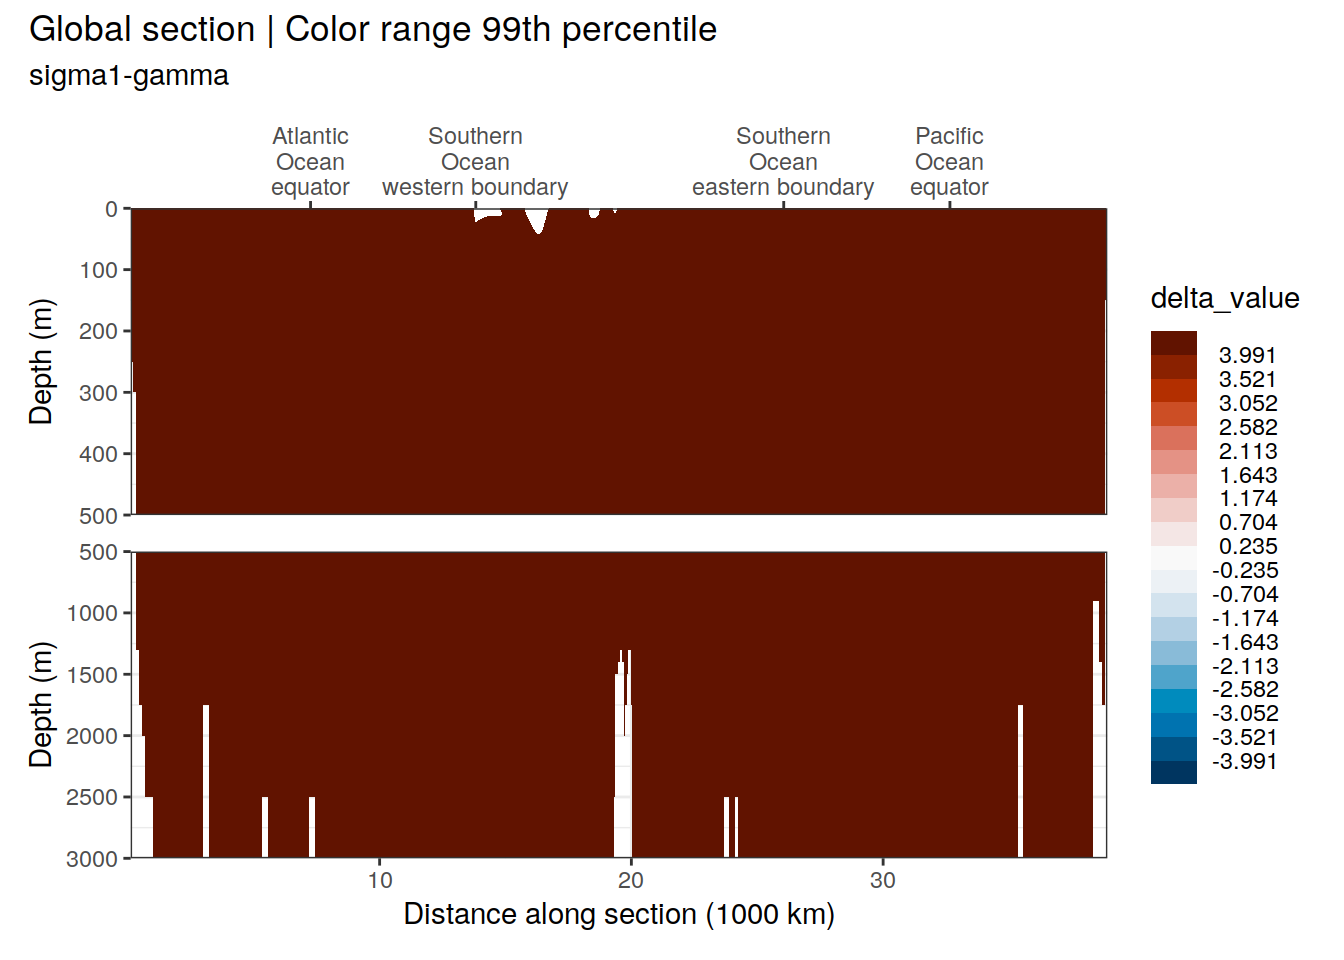 Global section | Color range 99th percentile
sigma1-gamma
Atlantic
Ocean
equator
Southern
Ocean
western boundary
Southern
Ocean
eastern boundary
Pacific
Ocean
equator
Depth (m)
0
100
200
300
400
500
Depth (m)
500
1000
1500
2000
2500
3000
10
20
30
Distance along section (1000 km)
delta_value
3.991
3.521
3.052
2.582
2.113
1.643
1.174
0.704
0.235
-0.235
-0.704
-1.174
-1.643
-2.113
-2.582
-3.052
-3.521
-3.991